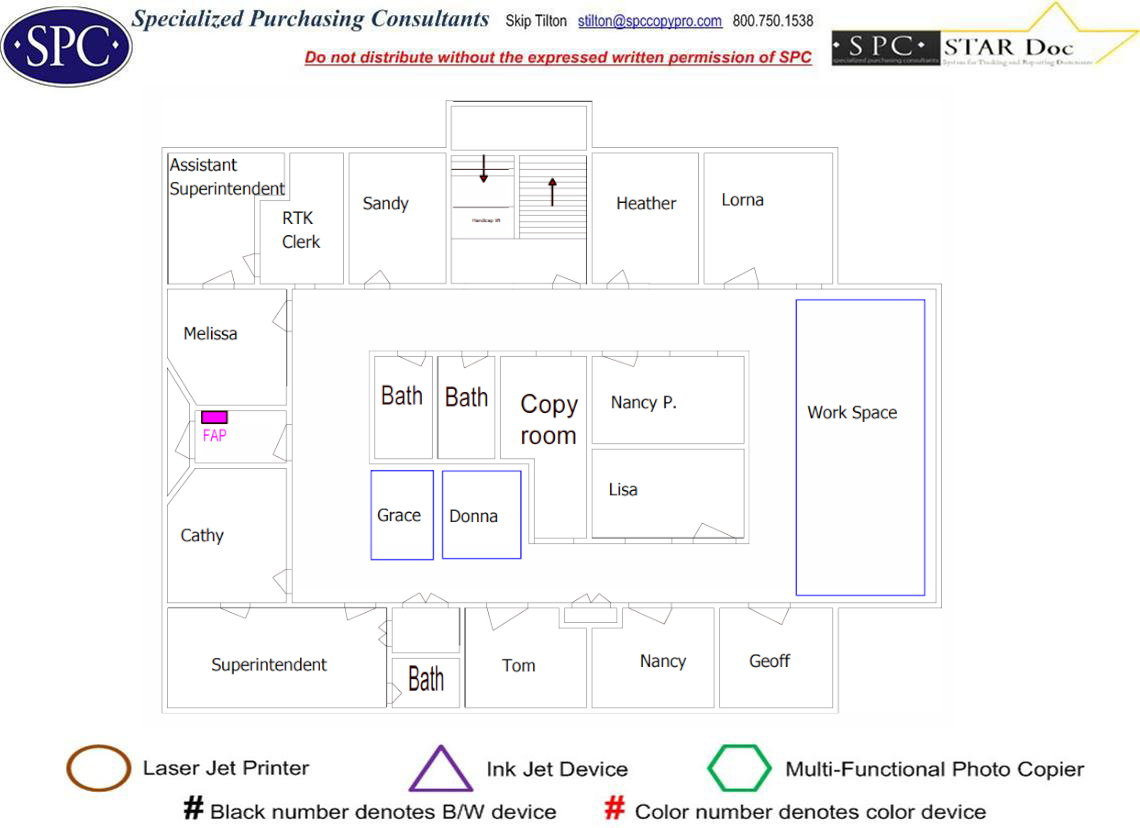 Specialized Purchasing Consultants Skip Tilton stilton@spccopypro.com 800.750.1538
·SPC·
Do not distribute without the expressed written permission of SPC
·SPC· STAR Doc
specialized purchasing consultants System for Tracking and Reporting Documents
Assistant
Superintendent
RTK
Clerk
Sandy
Handicap lift
Heather
Lorna
Melissa
FAP
Cathy
Bath
Bath
Copy
room
Nancy P.
Lisa
Grace
Donna
Work Space
Superintendent
Bath
Tom
Nancy
Geoff
Laser Jet Printer
Ink Jet Device
Multi-Functional Photo Copier
# Black number denotes B/W device
# Color number denotes color device